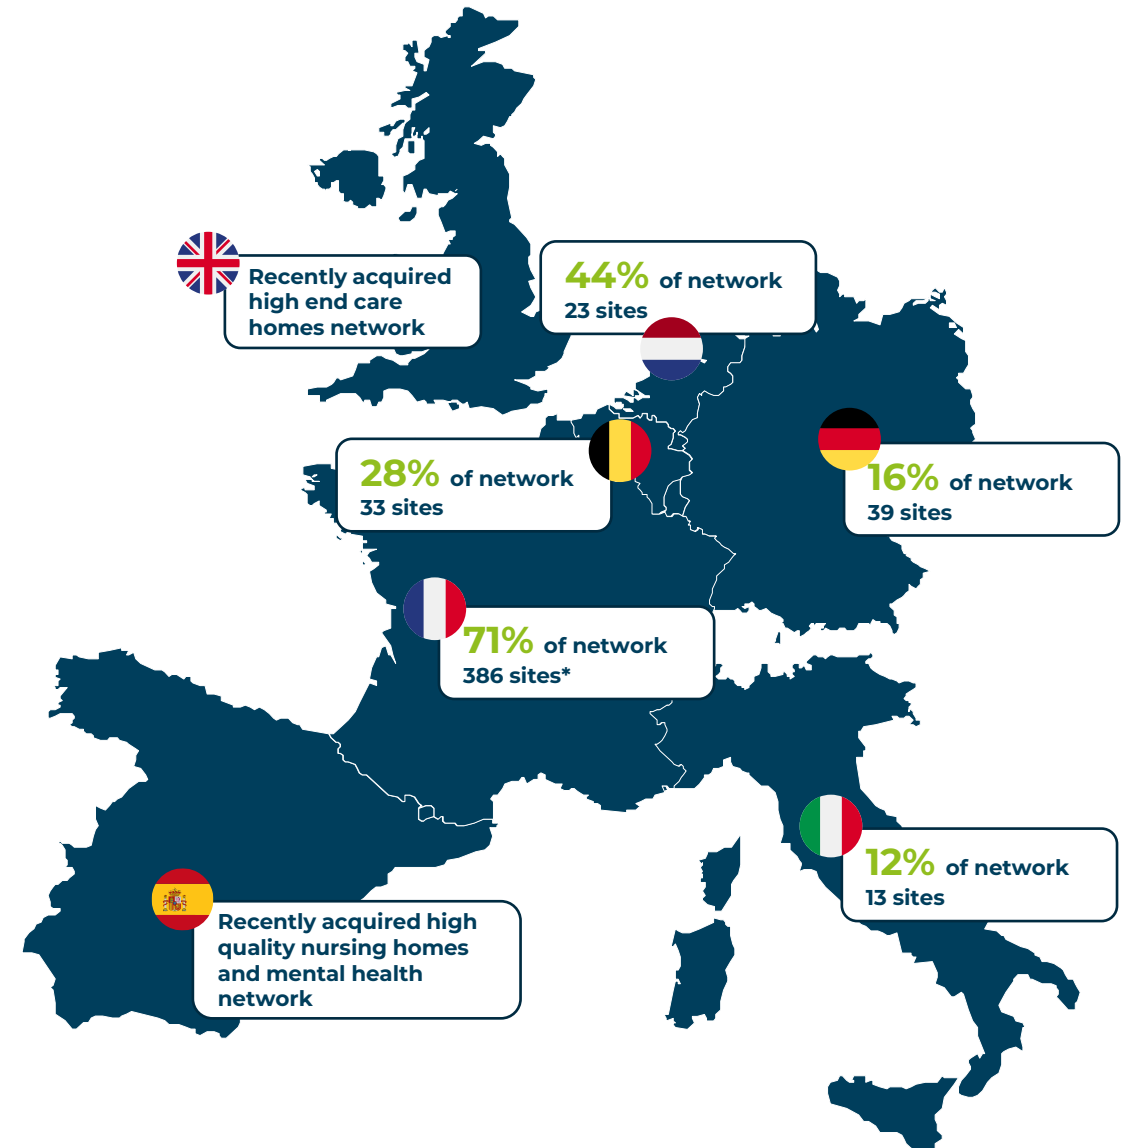 Recently acquired
high end care
homes network
44% of network
23 sites
28% of network
33 sites
16% of network
39 sites
71% of network
386 sites*
12% of network
13 sites
Recently acquired high
quality nursing homes
and mental health
network